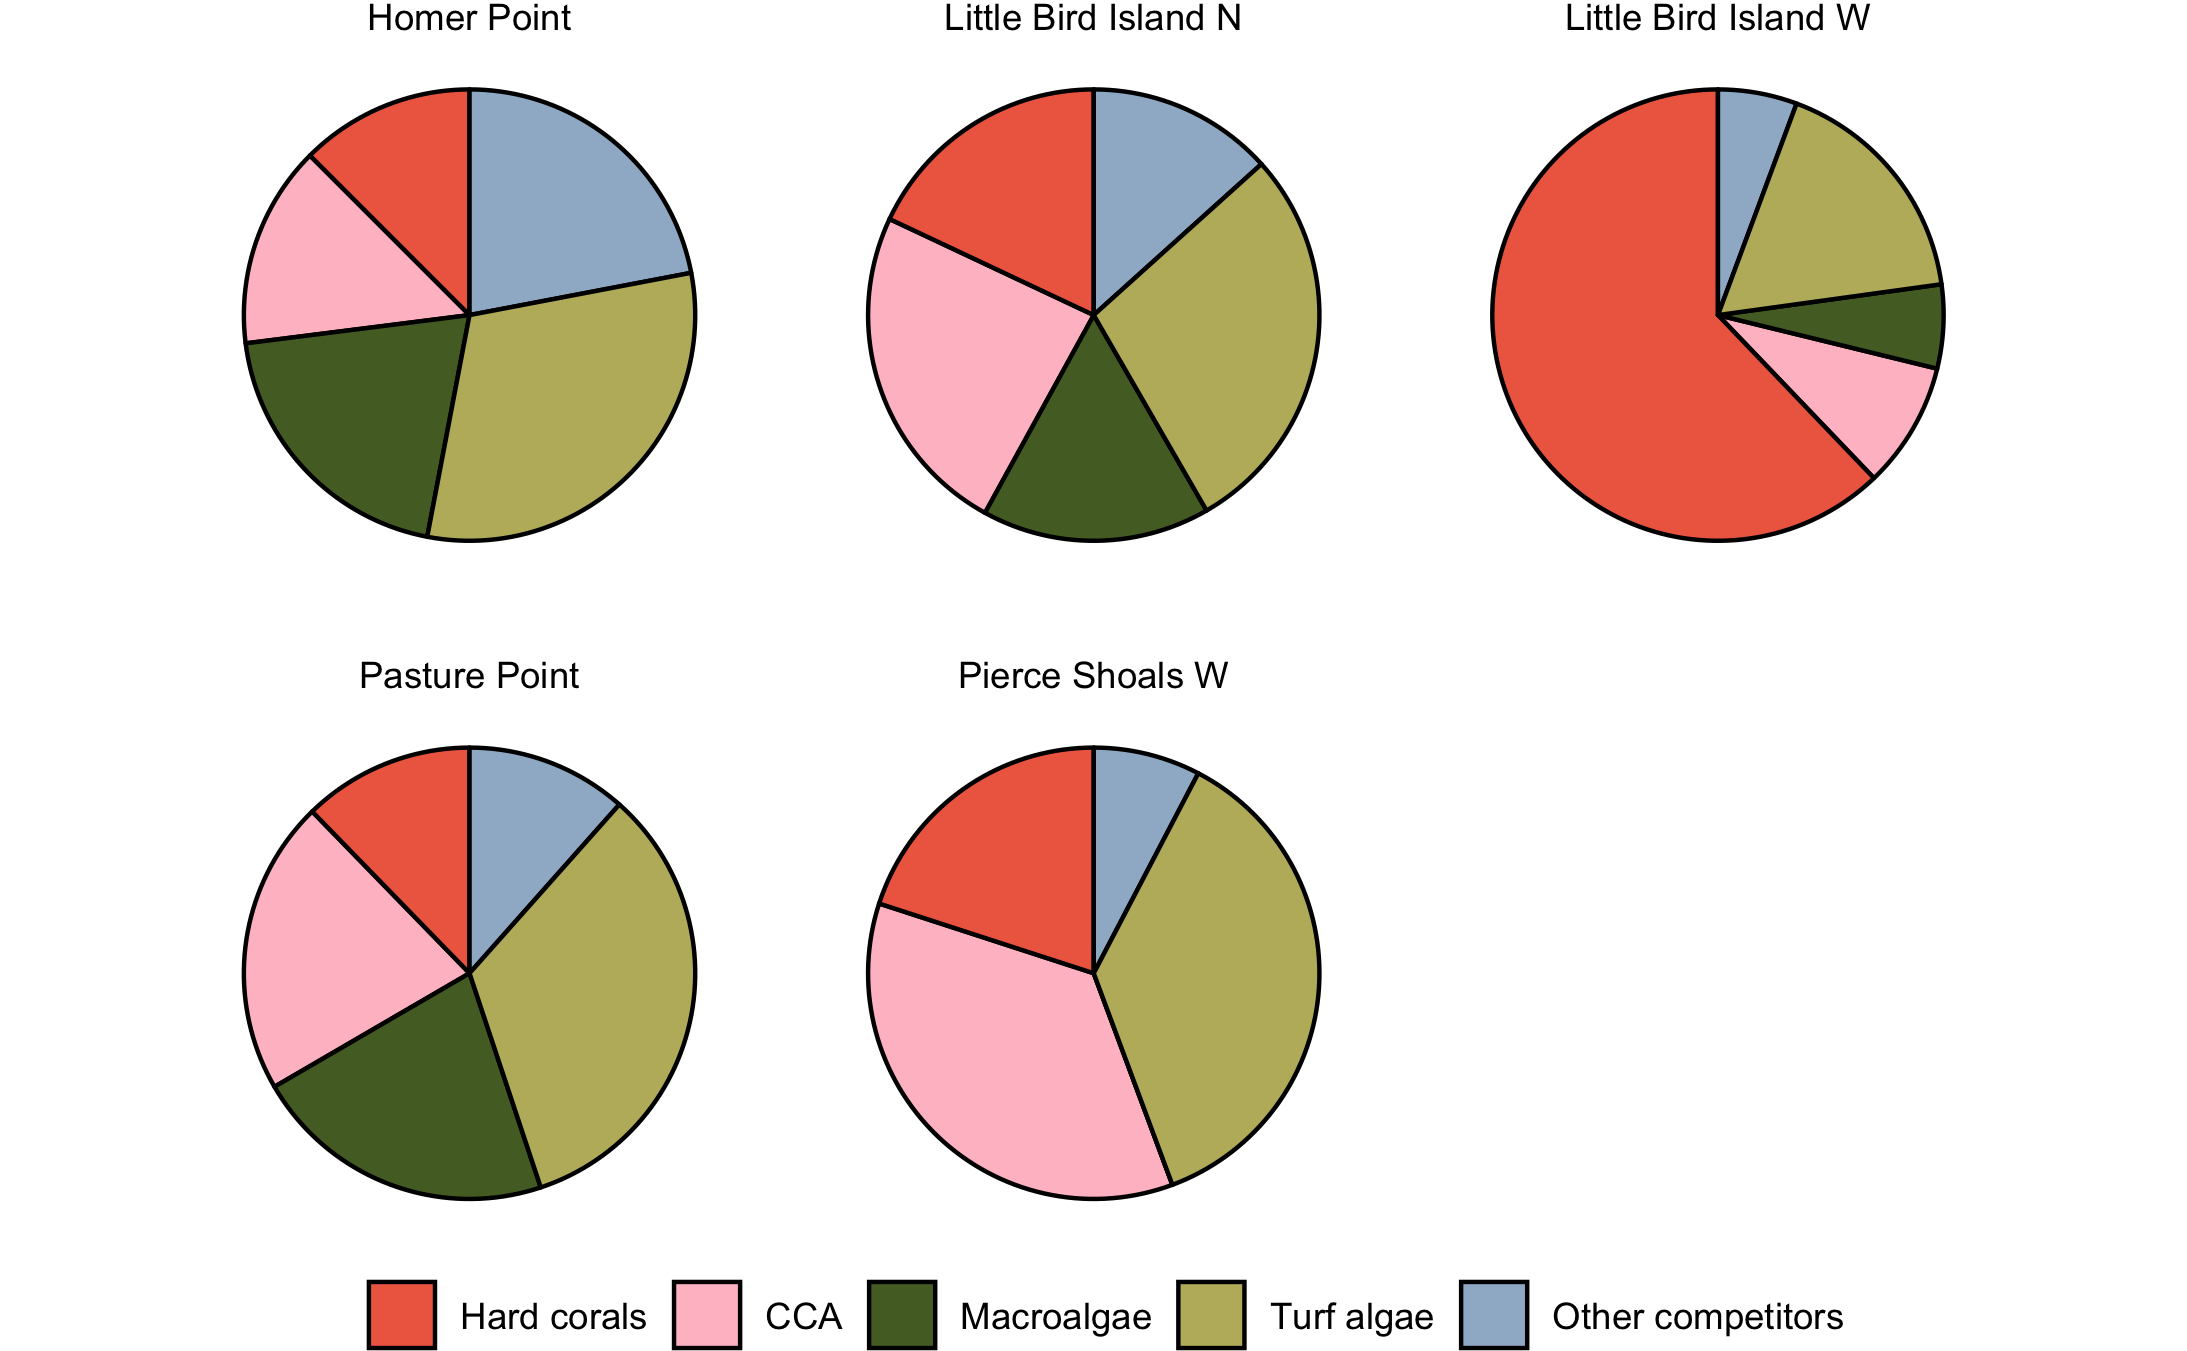 Homer Point
Little Bird Island N
Little Bird Island W
Pasture Point
Pierce Shoals W
Hard corals
CCA
Macroalgae
Turf algae
Other competitors